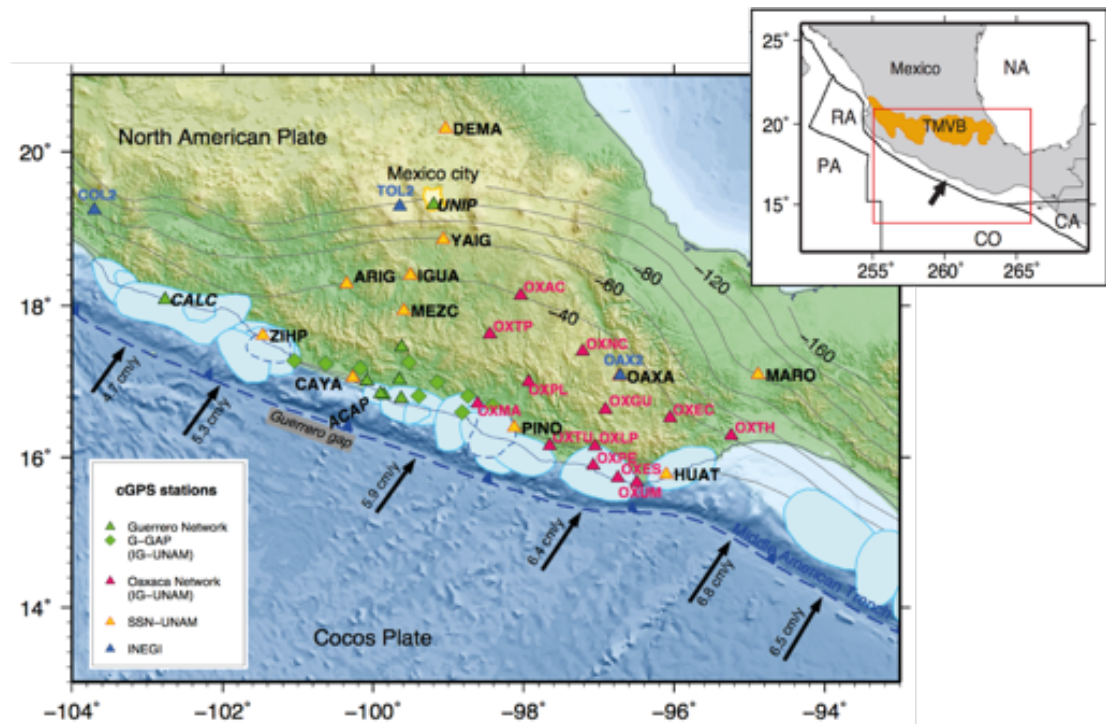 25˚
20˚
15˚
255˚
260˚
265˚
Mexico
NA
RA
TMVB
PA
CO
CA
20˚
18˚
16˚
14˚
North American Plate
DEMA
Mexico city
COL2
TOL2
UNIP
YAIG
ARIG
IGUA
CALC
MEZC
OXAC
-60
-80
-120
-40
-160
ZIHP
OXTP
OXNC
OAX2
OAXA
MARO
CAYA
OXPL
ACAP
OXMA
OXGU
OXEC
PINO
OXTH
OXTU
OXLP
OXPE
OXES
HUAT
OXUM
Guerrero gap
4.7 cm/y
5.3 cm/y
5.9 cm/y
6.4 cm/y
6.8 cm/y
6.5 cm/y
Middle American Trench
Cocos Plate
cGPS stations
Guerrero Network
G-GAP
(IG-UNAM)
Oaxaca Network
(IG-UNAM)
SSN-UNAM
INEGI
-104˚
-102˚
-100˚
-98˚
-96˚
-94˚